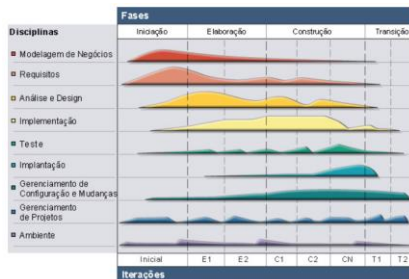 Fases
Disciplinas
Iniciação Elaboração Construção Transição
Modelagem de Negócios
Requisitos
Análise e Design
Implementação
Teste
Implantação
Gerenciamento de
Configuração e Mudanças
Gerenciamento
de Projetos
Ambiente
Inicial E1 E2 C1 C2 CN T1 T2
Iterações